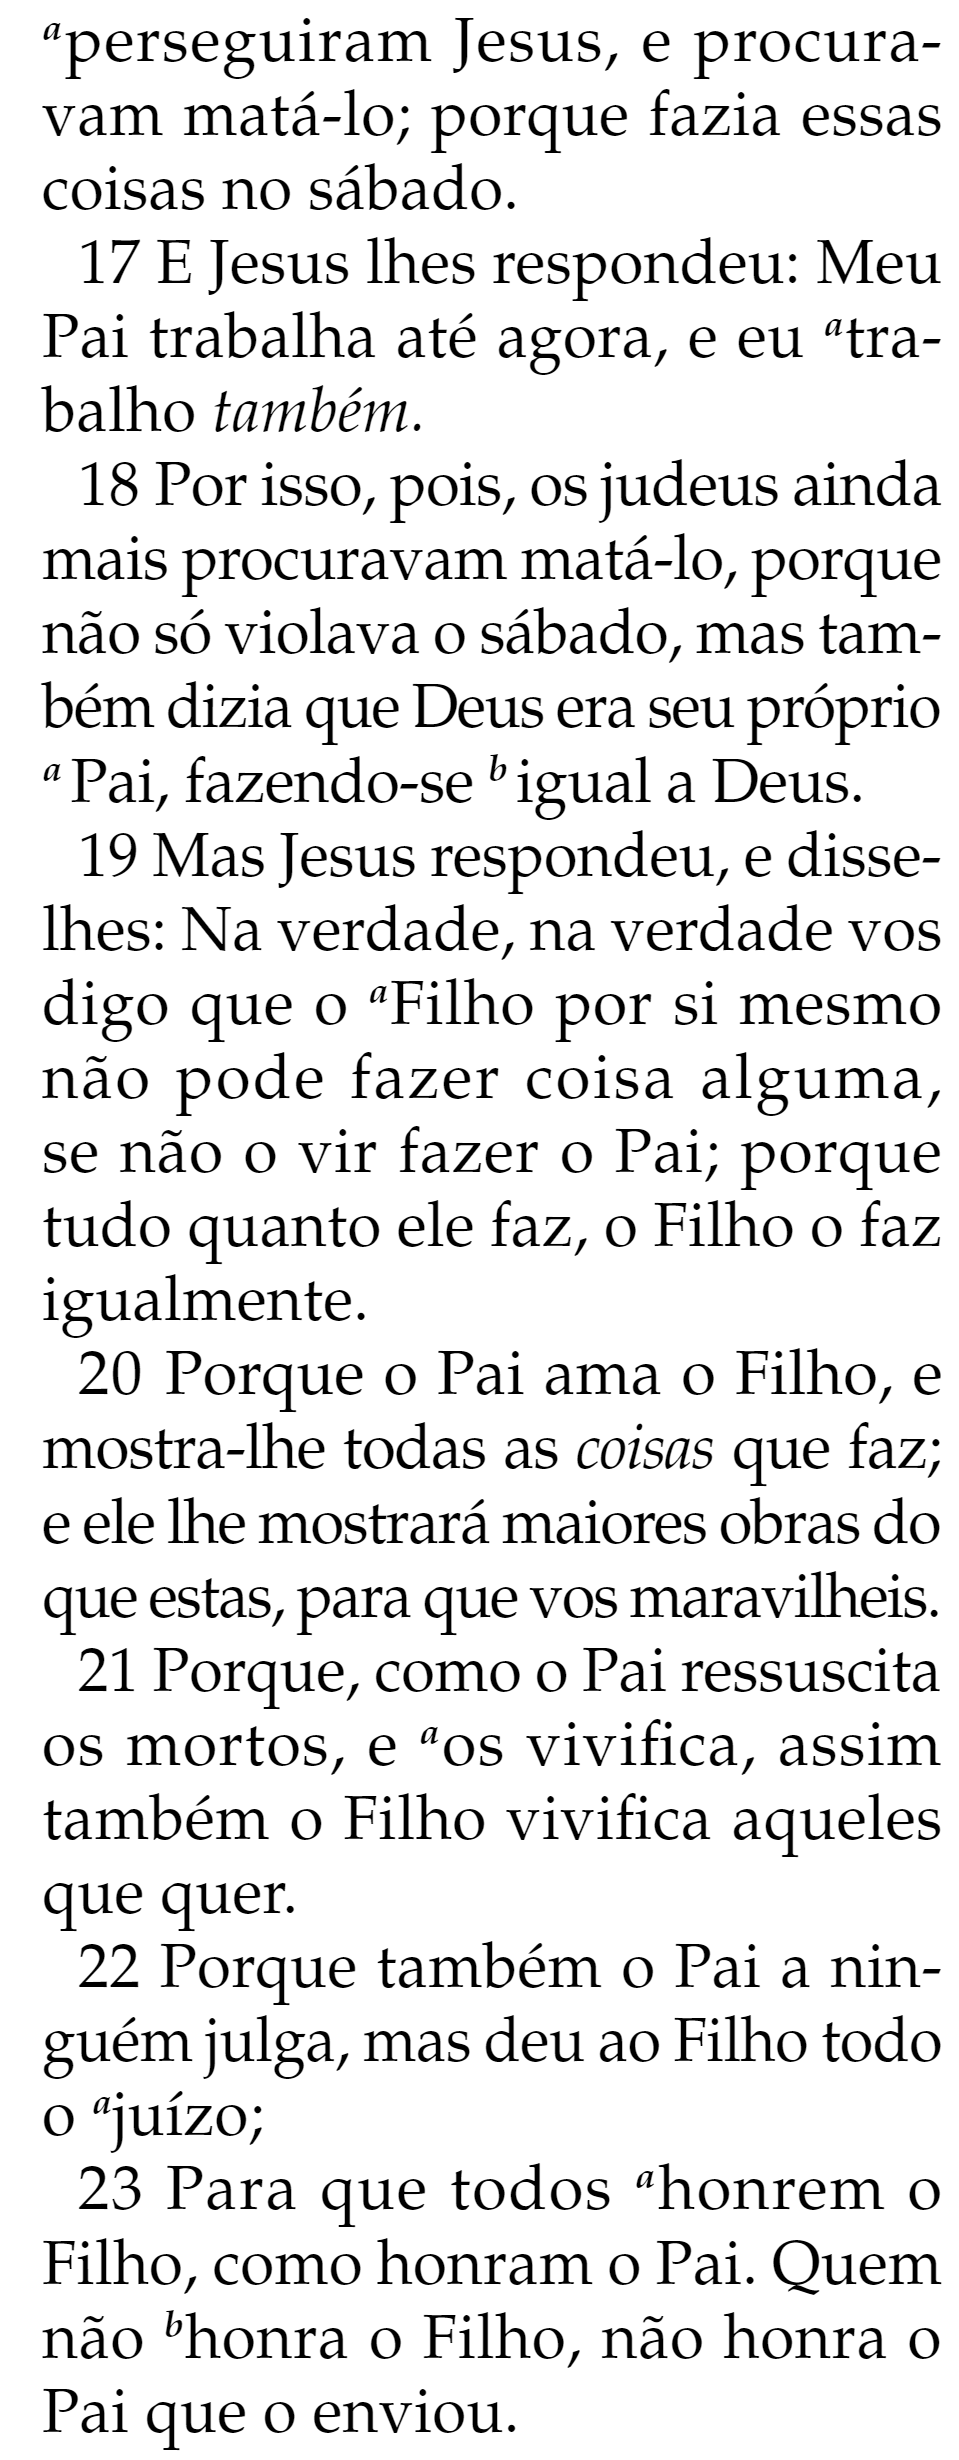 aperseguiram Jesus, e procura-
vam matá-lo; porque fazia essas
coisas no sábado.
17 E Jesus lhes respondeu: Meu
Pai trabalha até agora, e eu atra-
balho também.
18 Por isso, pois, os judeus ainda
mais procuravam matá-lo, porque
não só violava o sábado, mas tam-
bém dizia que Deus era seu próprio
a Pai, fazendo-se b igual a Deus.
19 Mas Jesus respondeu, e disse-
lhes: Na verdade, na verdade vos
digo que o aFilho por si mesmo
não pode fazer coisa alguma,
se não o vir fazer o Pai; porque
tudo quanto ele faz, o Filho o faz
igualmente.
20 Porque o Pai ama o Filho, e
mostra-lhe todas as coisas que faz;
e ele lhe mostrará maiores obras do
que estas, para que vos maravilheis.
21 Porque, como o Pai ressuscita
os mortos, e aos vivifica, assim
também o Filho vivifica aqueles
que quer.
22 Porque também o Pai a nin-
guém julga, mas deu ao Filho todo
o ajuízo;
23 Para que todos ahonrem o
Filho, como honram o Pai. Quem
não bhonra o Filho, não honra o
Pai que o enviou.